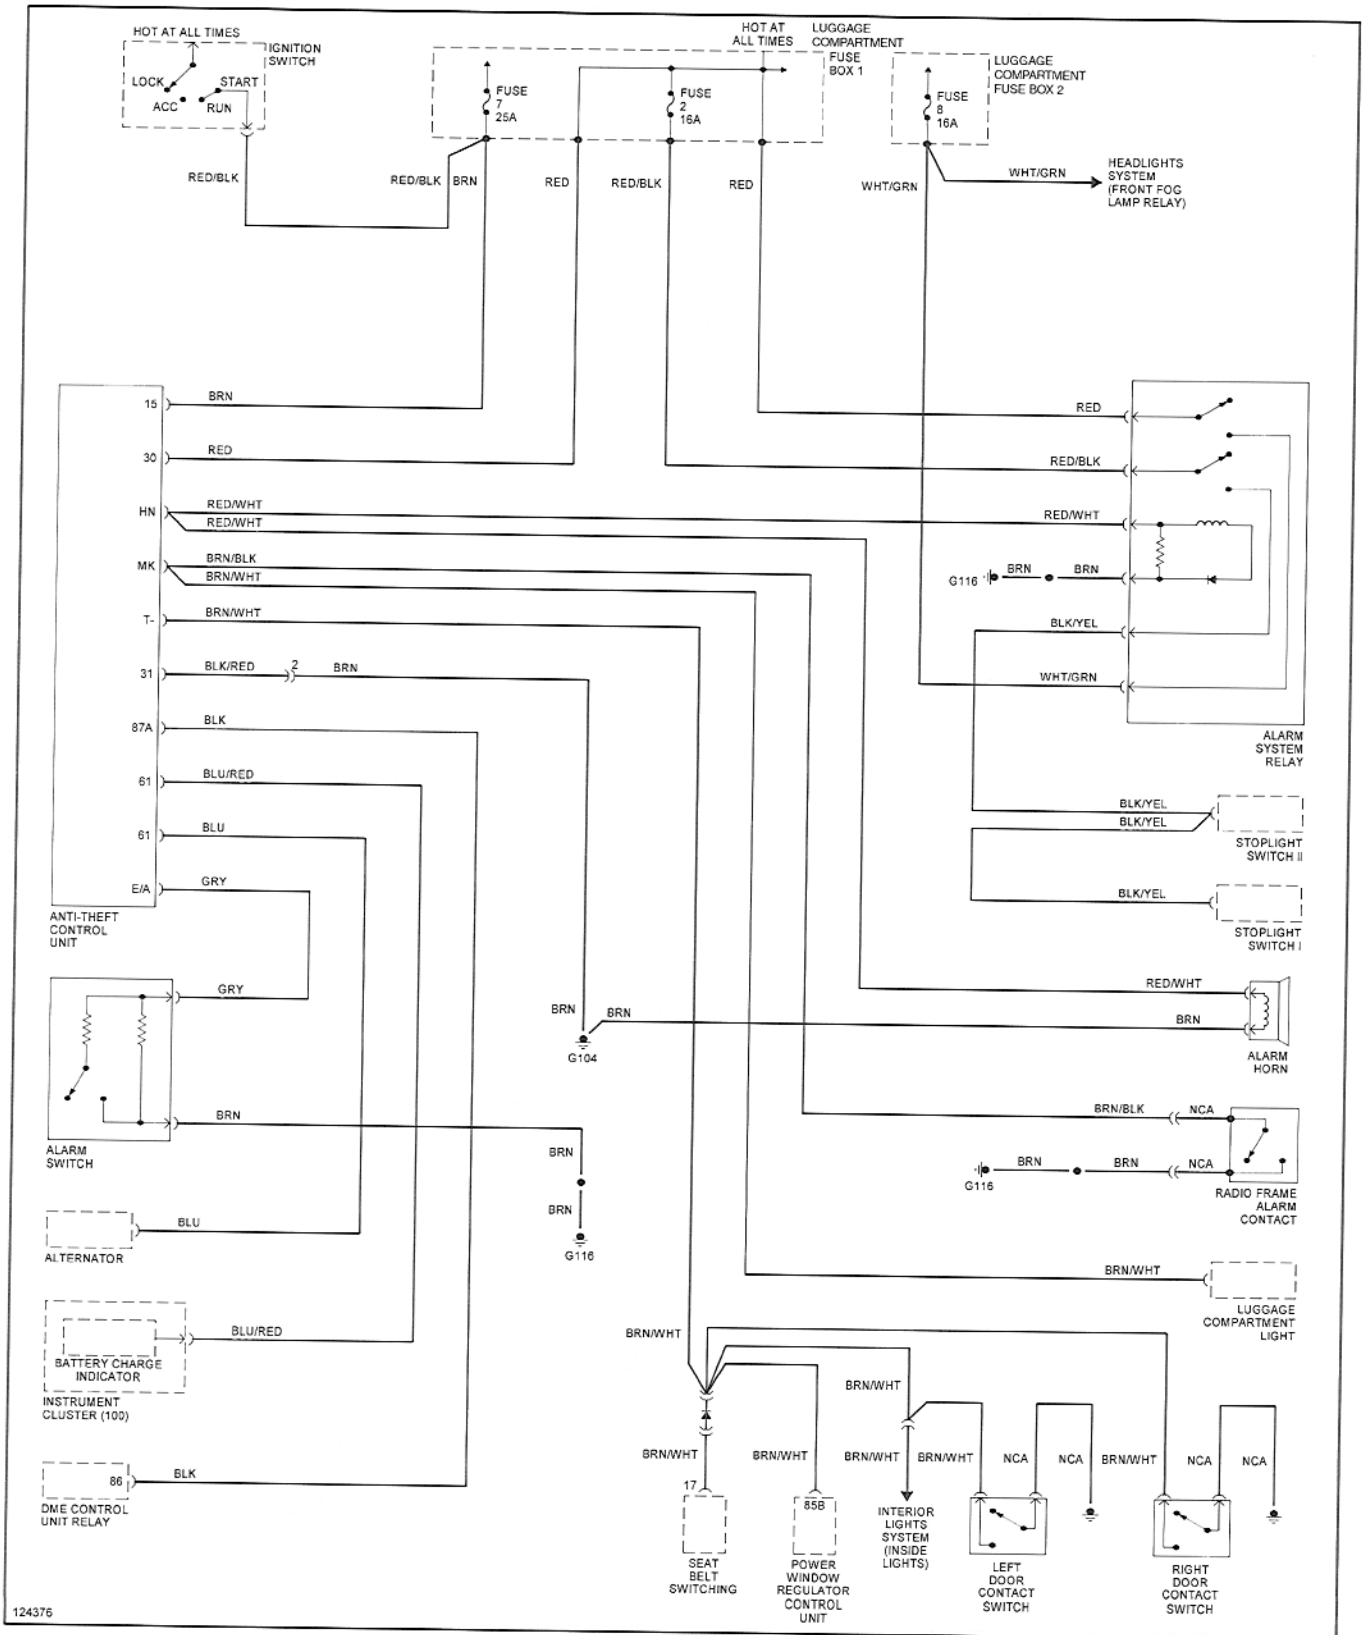 HOT AT ALL TIMES
IGNITION
SWITCH
LOCK
START
ACC
RUN
RED/BLK
HOT AT
ALL TIMES
LUGGAGE
COMPARTMENT
FUSE
BOX 1
FUSE
7
25A
FUSE
2
16A
LUGGAGE
COMPARTMENT
FUSE BOX 2
FUSE
8
16A
RED/BLK
BRN
RED
RED/BLK
RED
WHT/GRN
WHT/GRN
HEADLIGHTS
SYSTEM
(FRONT FOG
LAMP RELAY)
15
BRN
30
RED
HN
RED/WHT
RED/WHT
MK
BRN/BLK
BRN/WHT
T-
BRN/WHT
31
BLK/RED
2
BRN
87A
BLK
61
BLU/RED
61
BLU
E/A
GRY
ANTI-THEFT
CONTROL
UNIT
RED
RED/BLK
RED/WHT
G116
BRN
BRN
BLK/YEL
WHT/GRN
ALARM
SYSTEM
RELAY
BLK/YEL
BLK/YEL
STOPLIGHT
SWITCH II
BLK/YEL
STOPLIGHT
SWITCH I
GRY
BRN
ALARM
SWITCH
RED/WHT
BRN
BRN
BRN
G104
ALARM
HORN
BRN
BRN
G116
BRN/BLK
NCA
G116
BRN
BRN
NCA
RADIO FRAME
ALARM
CONTACT
BLU
ALTERNATOR
BRN/WHT
LUGGAGE
COMPARTMENT
LIGHT
BLU/RED
BATTERY CHARGE
INDICATOR
INSTRUMENT
CLUSTER (100)
86
BLK
DME CONTROL
UNIT RELAY
BRN/WHT
BRN/WHT
BRN/WHT
BRN/WHT
BRN/WHT
BRN/WHT
NCA
NCA
BRN/WHT
NCA
NCA
17
SEAT
BELT
SWITCHING
85B
POWER
WINDOW
REGULATOR
CONTROL
UNIT
INTERIOR
LIGHTS
SYSTEM
(INSIDE
LIGHTS)
LEFT
DOOR
CONTACT
SWITCH
RIGHT
DOOR
CONTACT
SWITCH
124376